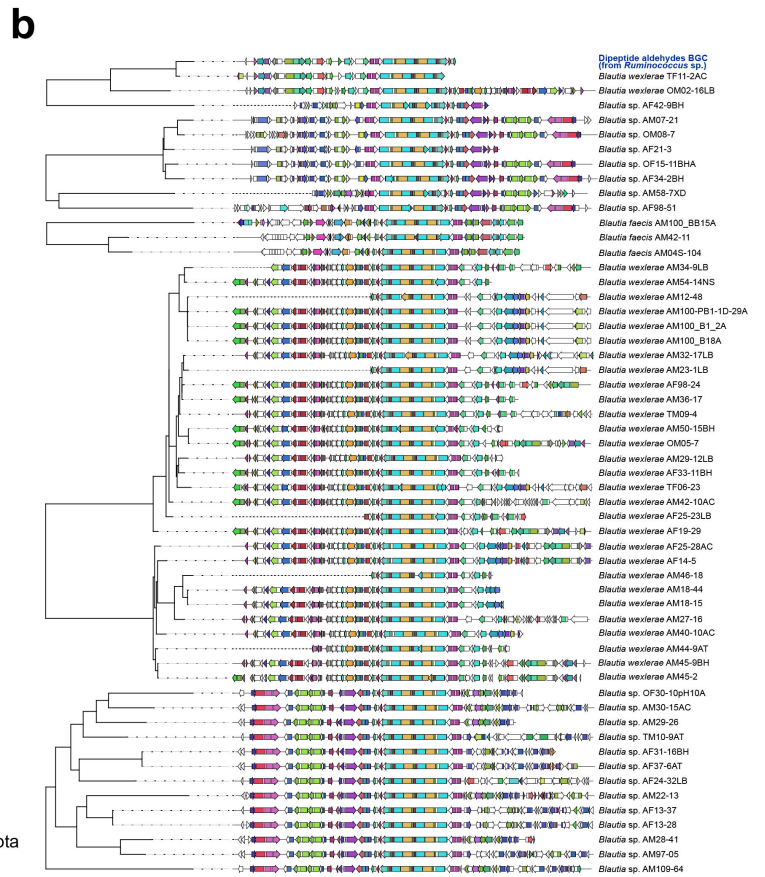 b
Dipeptide aldehydes BGC
(from Ruminococcus sp.)
Blautia wexlerae TF11-2AC
Blautia wexlerae OM02-16LB
Blautia sp. AF42-9BH
Blautia sp. AM07-21
Blautia sp. OM08-7
Blautia sp. AF21-3
Blautia sp. OF15-11BHA
Blautia sp. AF34-2BH
Blautia sp. AM58-7XD
Blautia sp. AF98-51
Blautia faecis AM100_BB15A
Blautia faecis AM42-11
Blautia faecis AM04S-104
Blautia wexlerae AM34-9LB
Blautia wexlerae AM54-14NS
Blautia wexlerae AM12-48
Blautia wexlerae AM100-PB1-1D-29A
Blautia wexlerae AM100_B1_2A
Blautia wexlerae AM100_B18A
Blautia wexlerae AM32-17LB
Blautia wexlerae AM23-1LB
Blautia wexlerae AF98-24
Blautia wexlerae AM36-17
Blautia wexlerae TM09-4
Blautia wexlerae AM50-15BH
Blautia wexlerae OM05-7
Blautia wexlerae AM29-12LB
Blautia wexlerae AF33-11BH
Blautia wexlerae TF06-23
Blautia wexlerae AM42-10AC
Blautia wexlerae AF25-23LB
Blautia wexlerae AF19-29
Blautia wexlerae AF25-28AC
Blautia wexlerae AF14-5
Blautia wexlerae AM46-18
Blautia wexlerae AM18-44
Blautia wexlerae AM18-15
Blautia wexlerae AM27-16
Blautia wexlerae AM40-10AC
Blautia wexlerae AM44-9AT
Blautia wexlerae AM45-9BH
Blautia wexlerae AM45-2
Blautia sp. OF30-10pH10A
Blautia sp. AM30-15AC
Blautia sp. AM29-26
Blautia sp. TM10-9AT
Blautia sp. AF31-16BH
Blautia sp. AF37-6AT
Blautia sp. AF24-32LB
Blautia sp. AM22-13
Blautia sp. AF13-37
Blautia sp. AF13-28
ota
Blautia sp. AM28-41
Blautia sp. AM97-05
Blautia sp. AM109-64